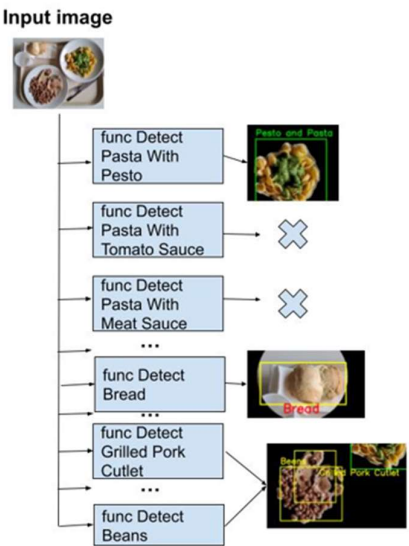 Input image
func Detect
Pasta With
Pesto
Pesto and Pasta
func Detect
Pasta With
Tomato Sauce
func Detect
Pasta With
Meat Sauce
...
func Detect
Bread
Bread
...
func Detect
Grilled Pork
Cutlet
Beans
Grilled Pork Cutlet
...
func Detect
Beans